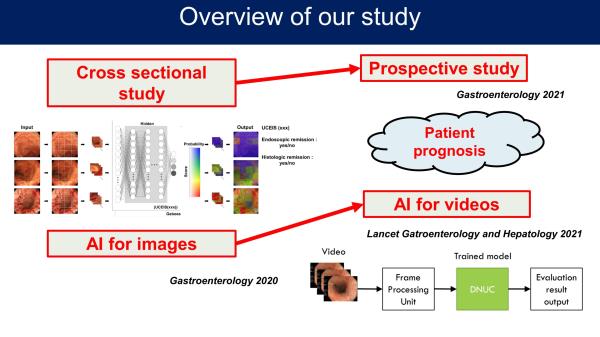 Overview of our study
Cross sectional
study
Prospective study
Gastroenterology 2021
Patient
prognosis
Input
Hidden
Output
Probability
Score
UCEIS (xxx)
Endoscopic remission :
yes/no
Histologic remission :
yes/no
(UCEIS(xxx))
AI for images
Gastroenterology 2020
AI for videos
Lancet Gatroenterology and Hepatology 2021
Video
Trained model
Frame
Processing
Unit
DNUC
Evaluation
result
output